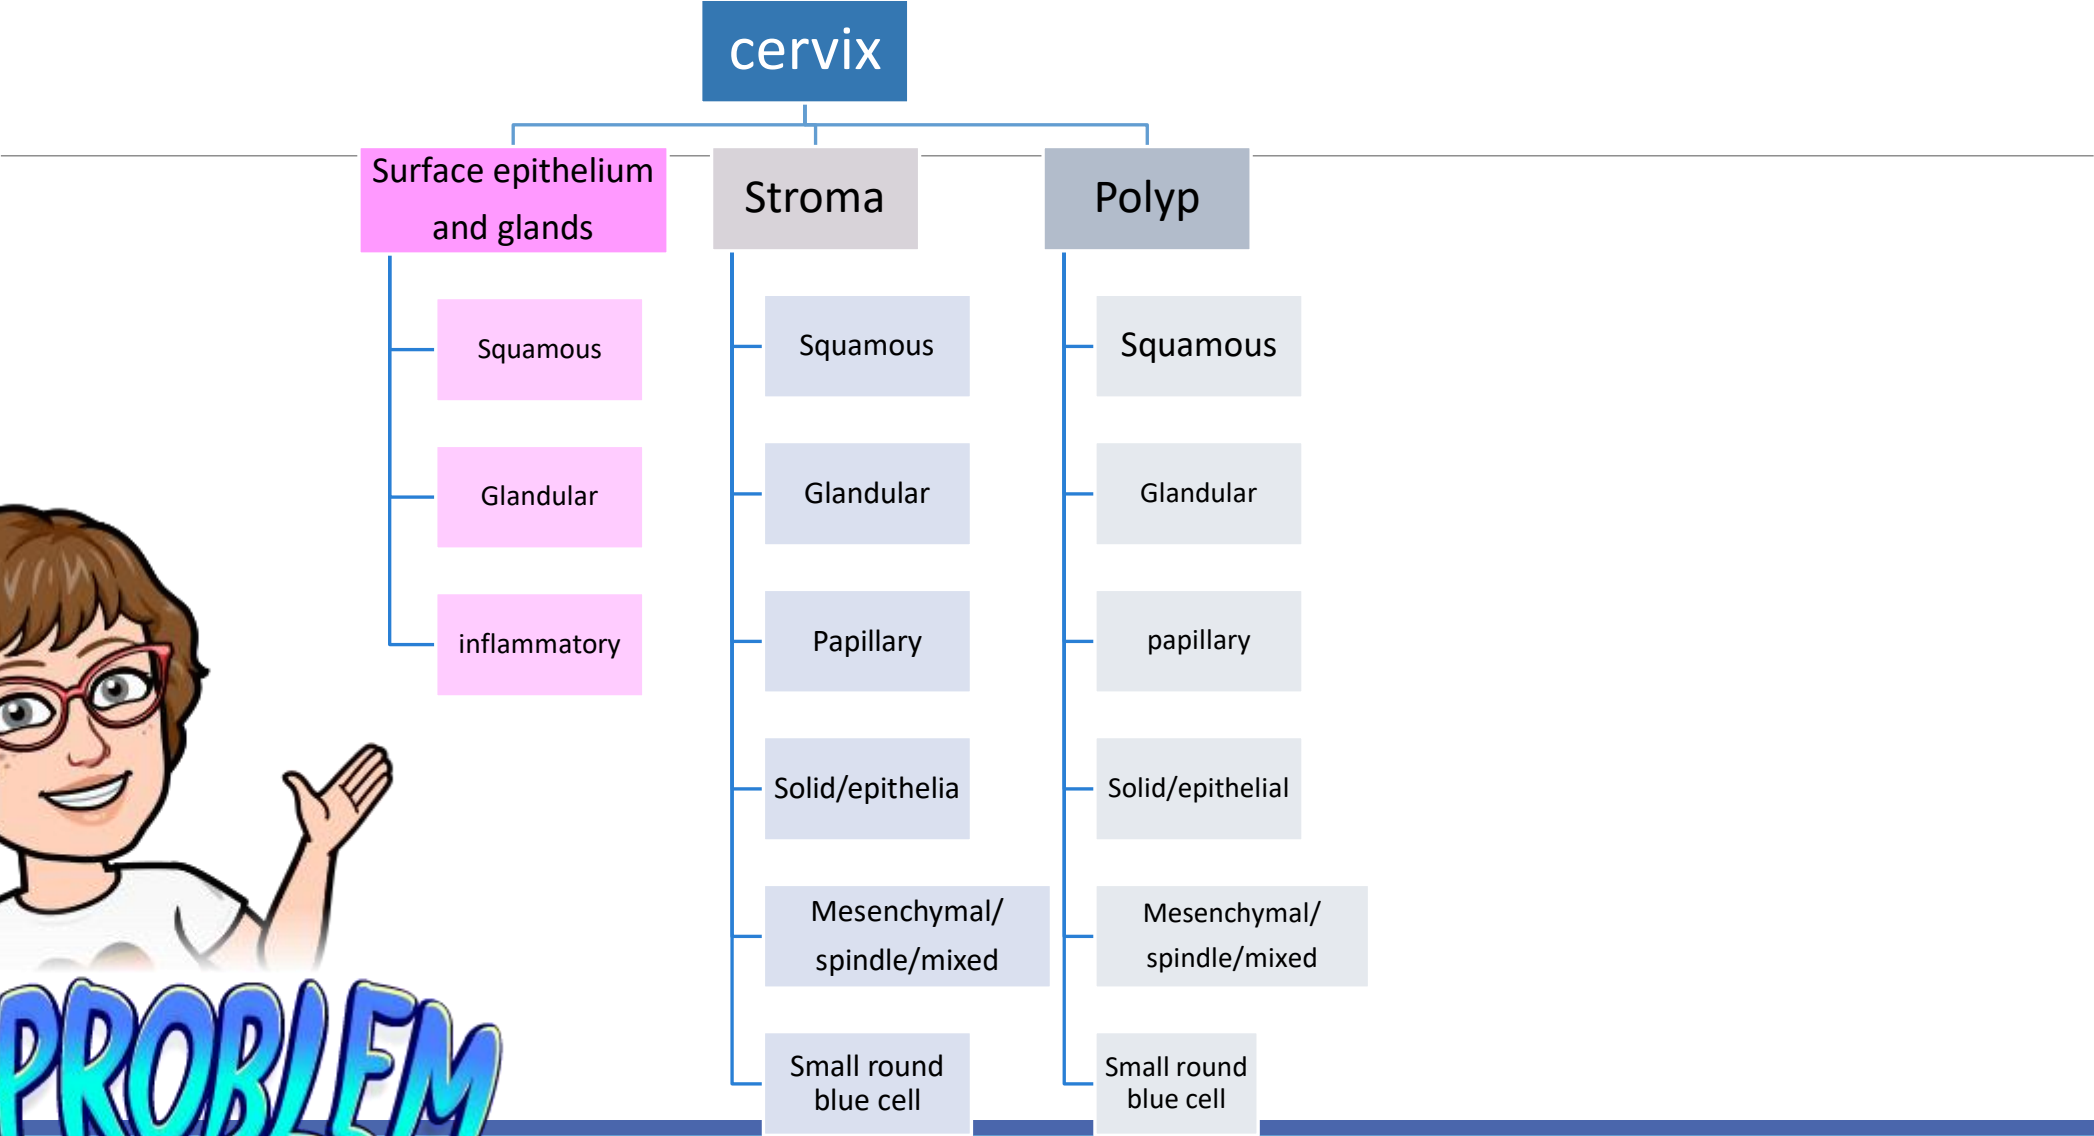 cervix
Surface epithelium
and glands
Squamous
Glandular
inflammatory
Stroma
Squamous
Glandular
Papillary
Solid/epithelia
Mesenchymal/
spindle/mixed
Small round
blue cell
Polyp
Squamous
Glandular
papillary
Solid/epithelial
Mesenchymal/
spindle/mixed
Small round
blue cell
PROBLEM